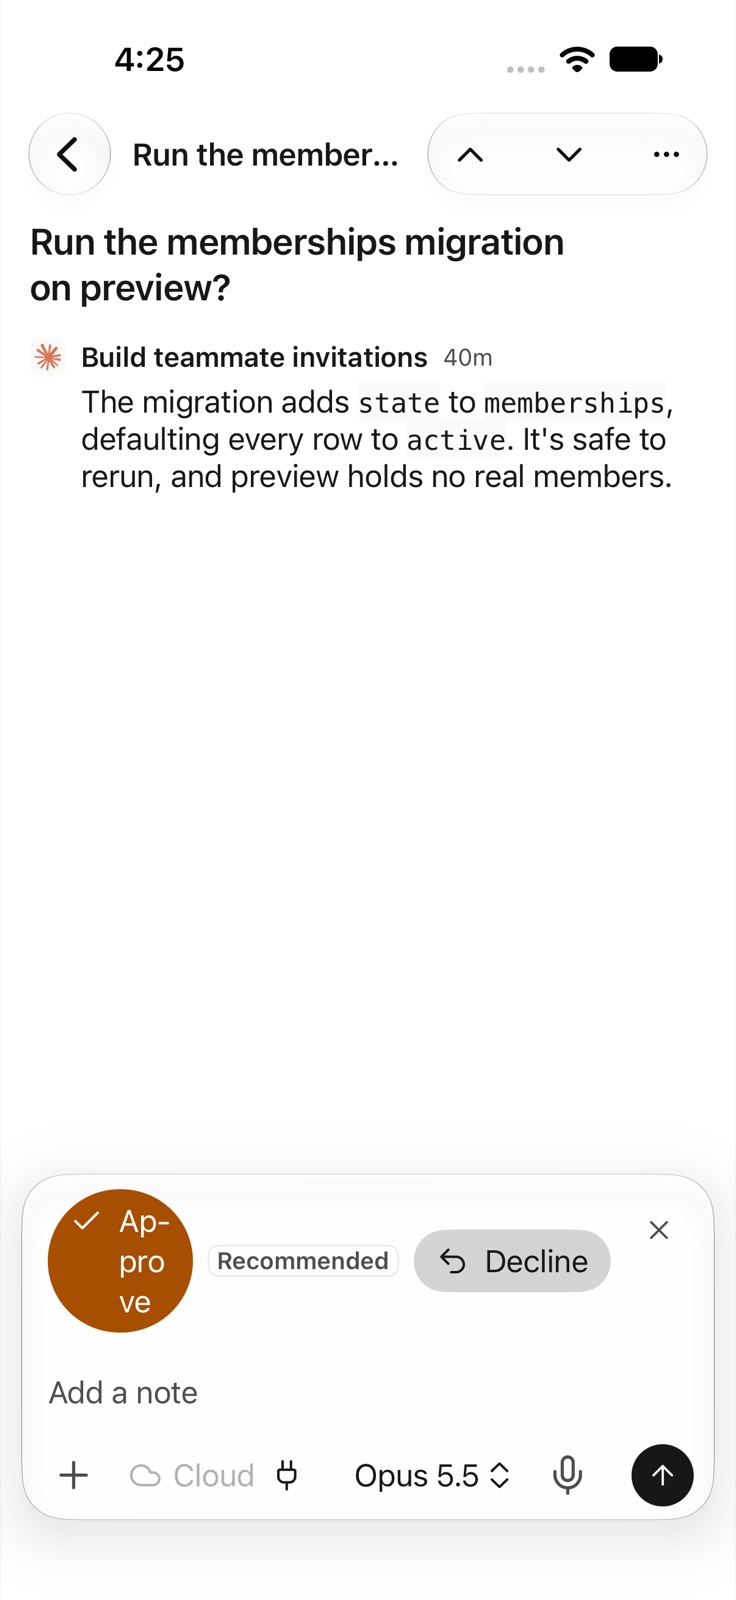 4:25
Run the member...
Run the memberships migration
on preview?
Build teammate invitations 40m
The migration adds state to memberships,
defaulting every row to active. It's safe to
rerun, and preview holds no real members.
Ap-
pro
ve
Recommended
Decline
Add a note
Cloud
Opus 5.5